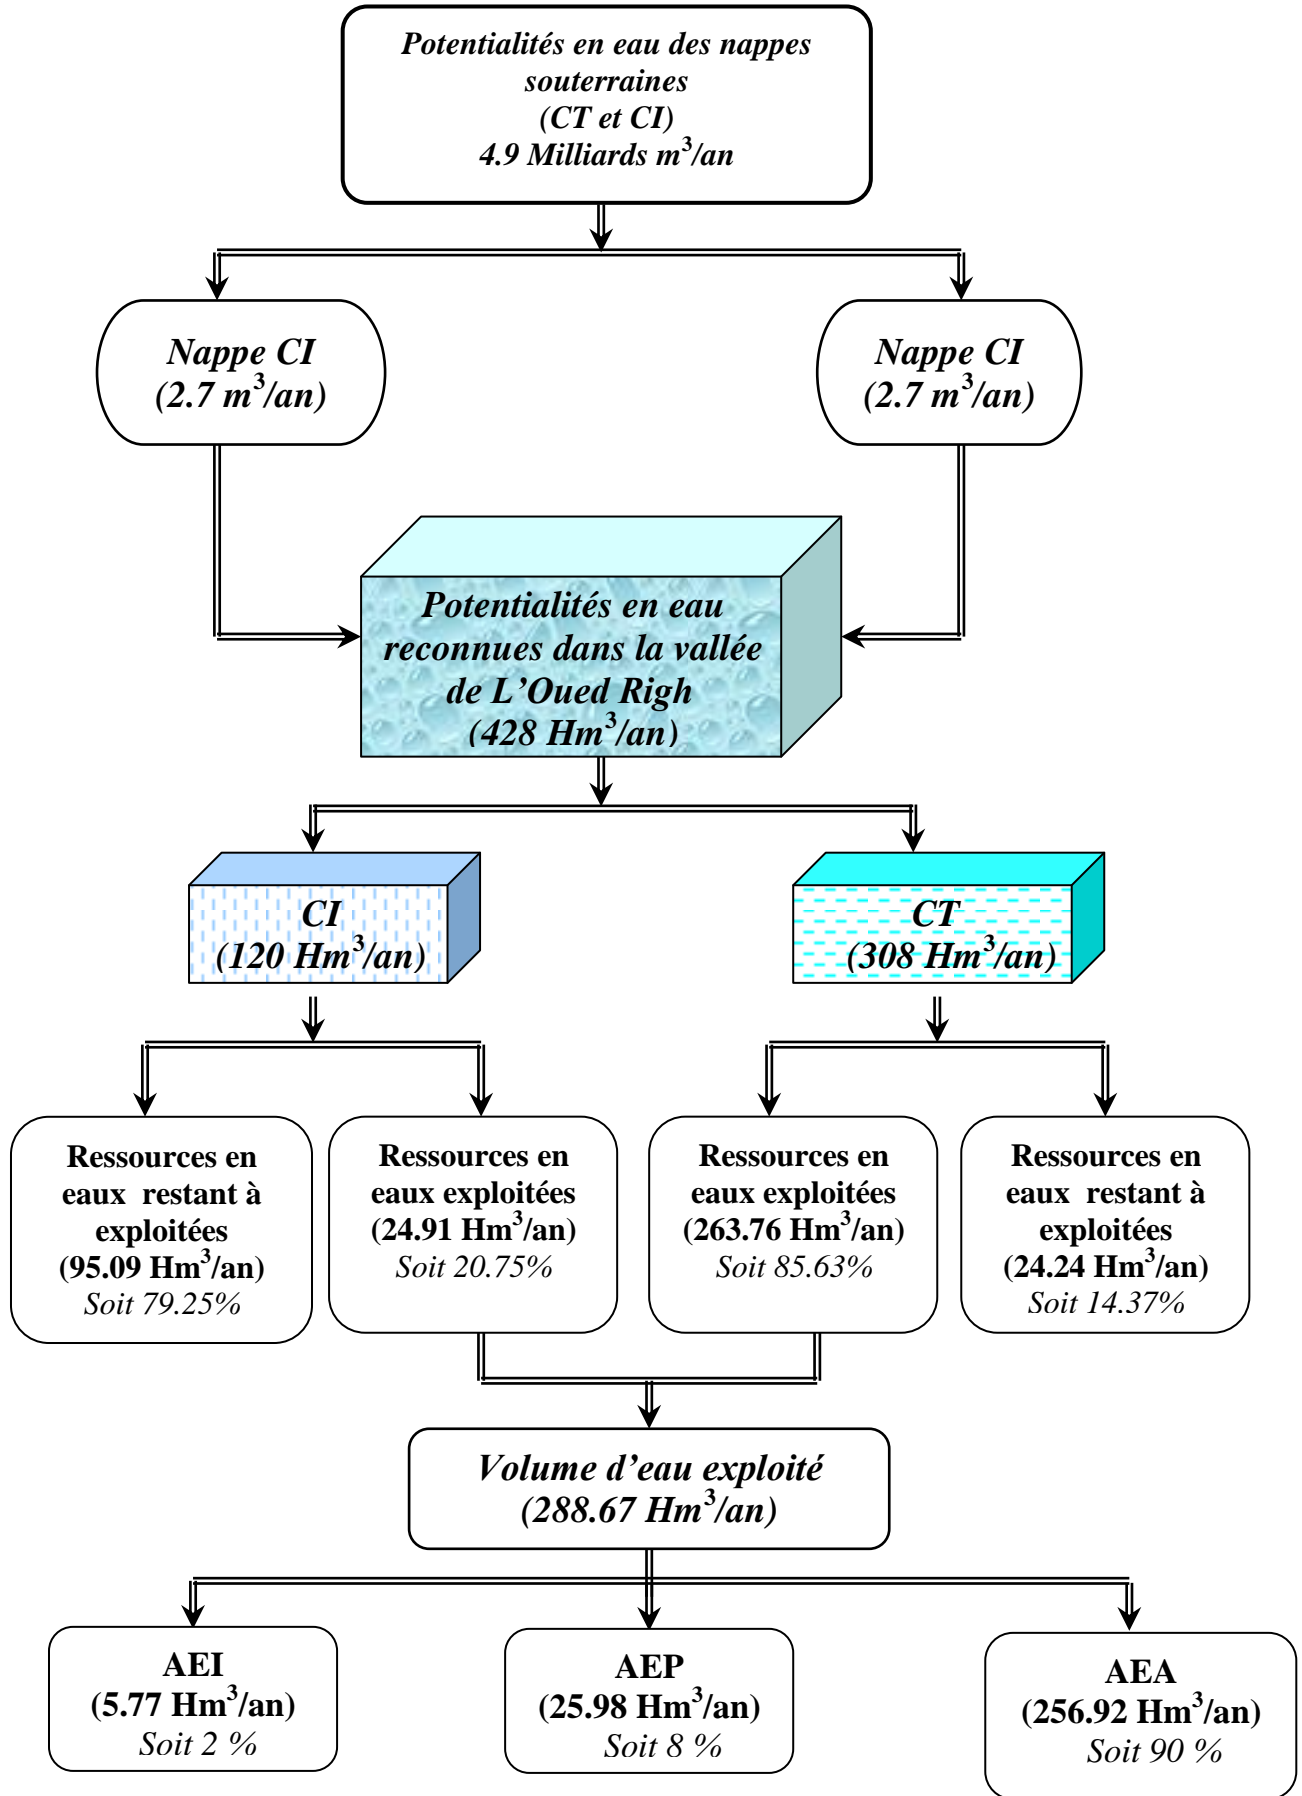 Potentialités en eau des nappes
souterraines
(CT et CI)
4.9 Milliards m³/an
Nappe CI
(2.7 m³/an)
Nappe CI
(2.7 m³/an)
Potentialités en eau
reconnues dans la vallée
de L’Oued Righ
(428 Hm³/an)
CI
(120 Hm³/an)
CT
(308 Hm³/an)
Ressources en
eaux restant à
exploitées
(95.09 Hm³/an)
Soit 79.25%
Ressources en
eaux exploitées
(24.91 Hm³/an)
Soit 20.75%
Ressources en
eaux exploitées
(263.76 Hm³/an)
Soit 85.63%
Ressources en
eaux restant à
exploitées
(24.24 Hm³/an)
Soit 14.37%
Volume d’eau exploité
(288.67 Hm³/an)
AEI
(5.77 Hm³/an)
Soit 2 %
AEP
(25.98 Hm³/an)
Soit 8 %
AEA
(256.92 Hm³/an)
Soit 90 %